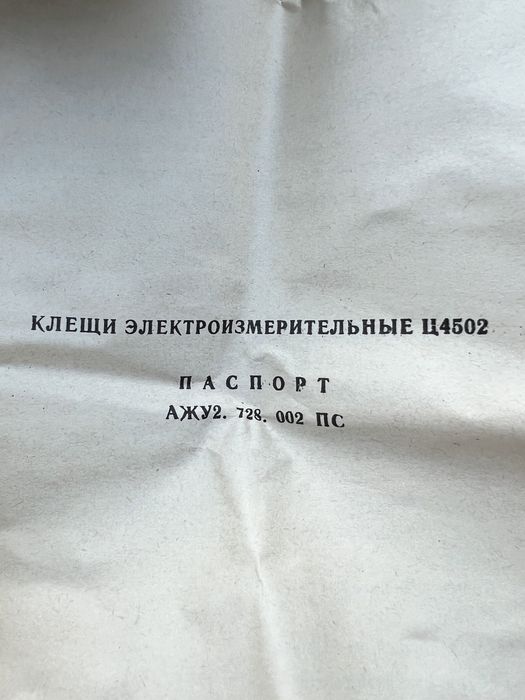 КЛЕЩИ ЭЛЕКТРОИЗМЕРИТЕЛЬНЫЕ Ц4502
ПАСПОРТ
АЖУ2. 728. 002 ПС